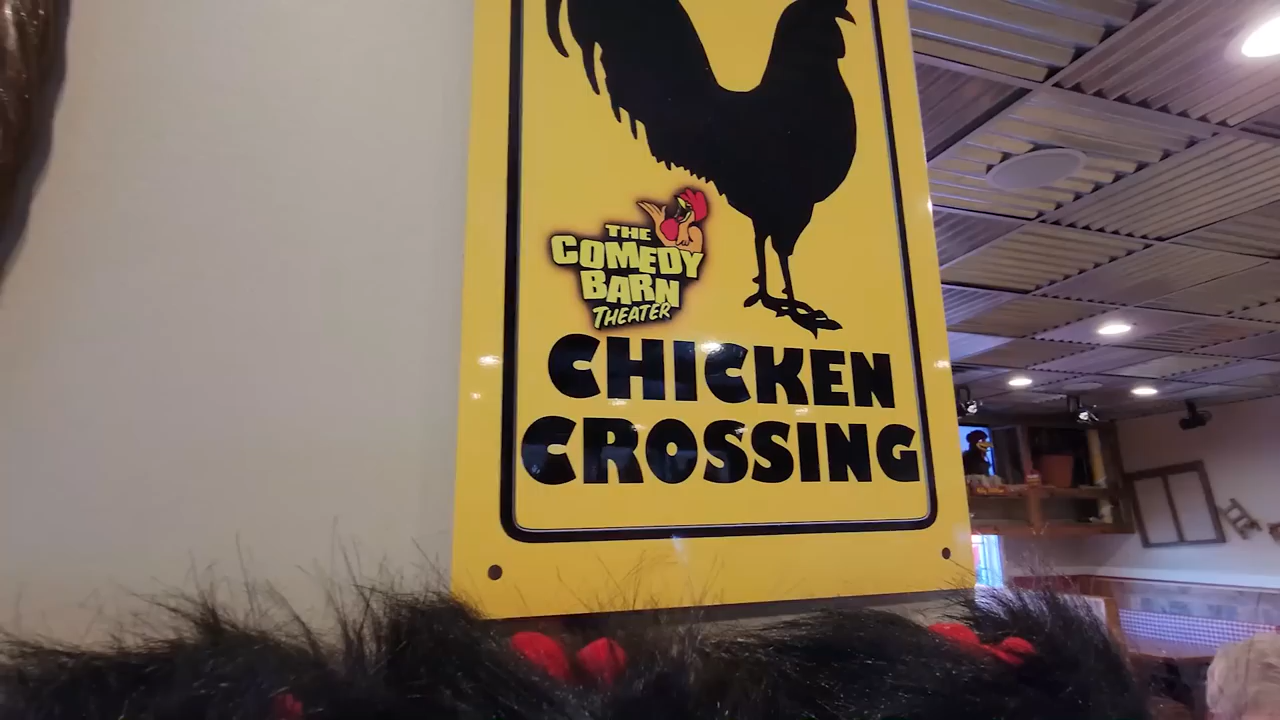 THE
COMEDY
BARN
THEATER
CHICKEN
CROSSING